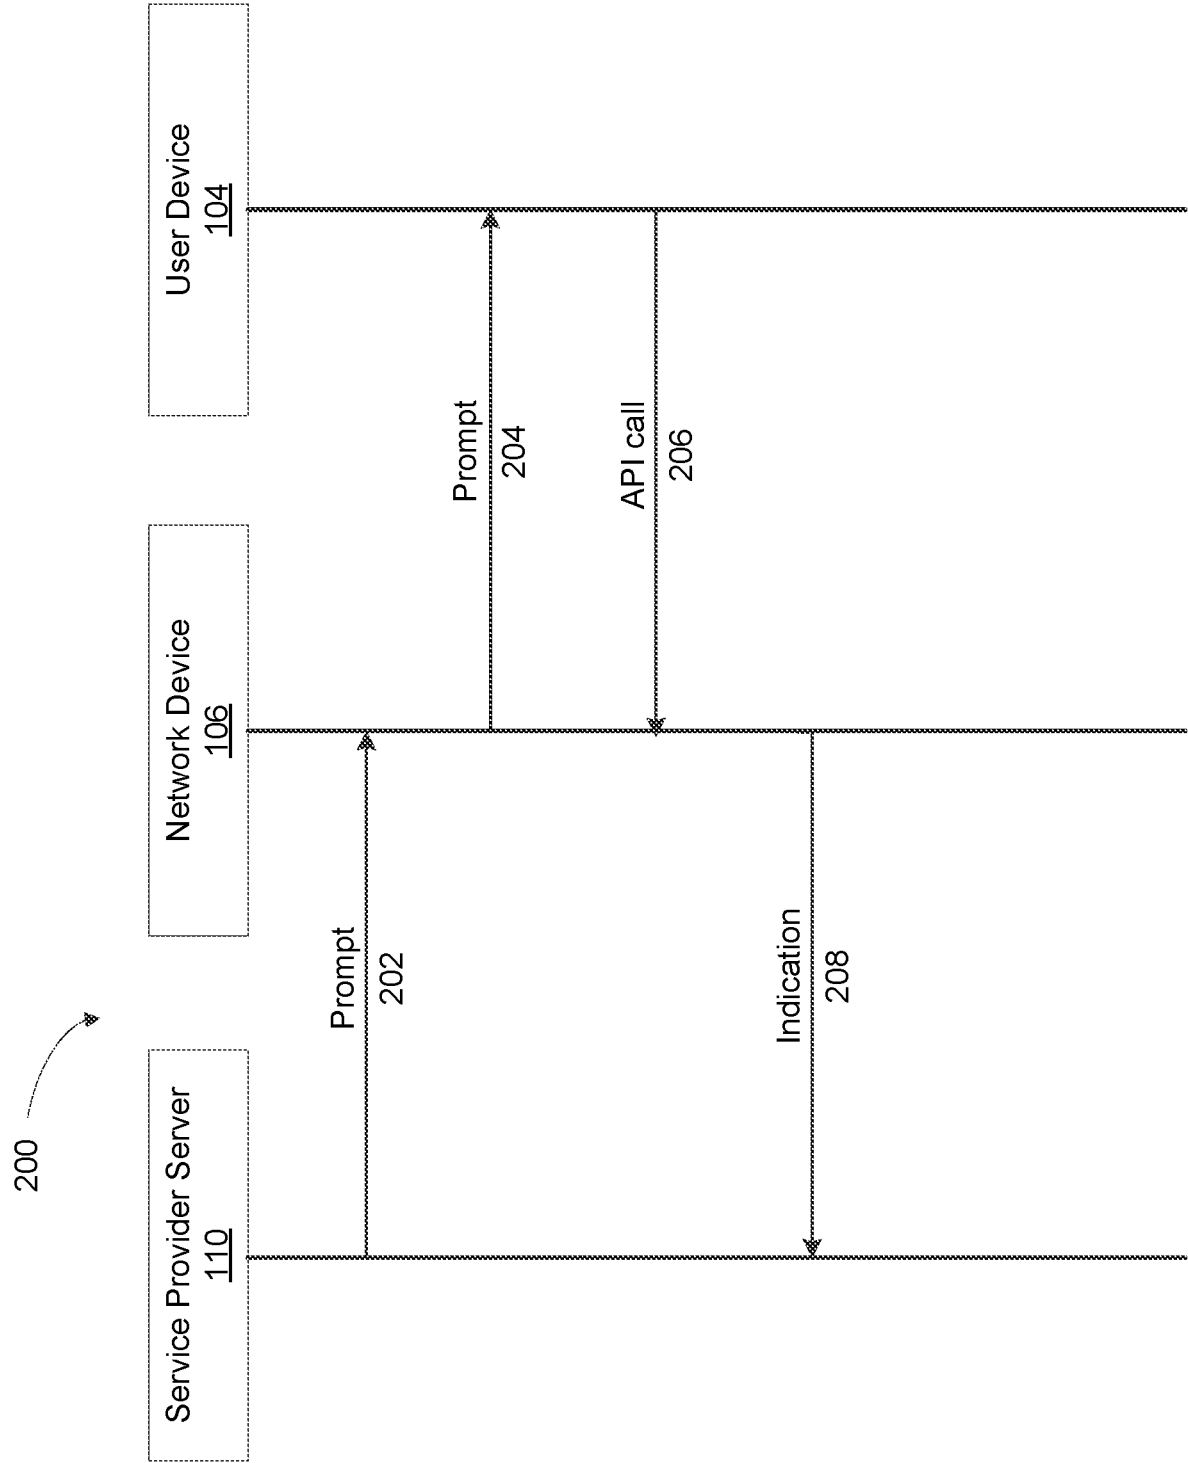 200
Service Provider Server
110
Network Device
106
User Device
104
Prompt
202
Prompt
204
API call
206
Indication
208